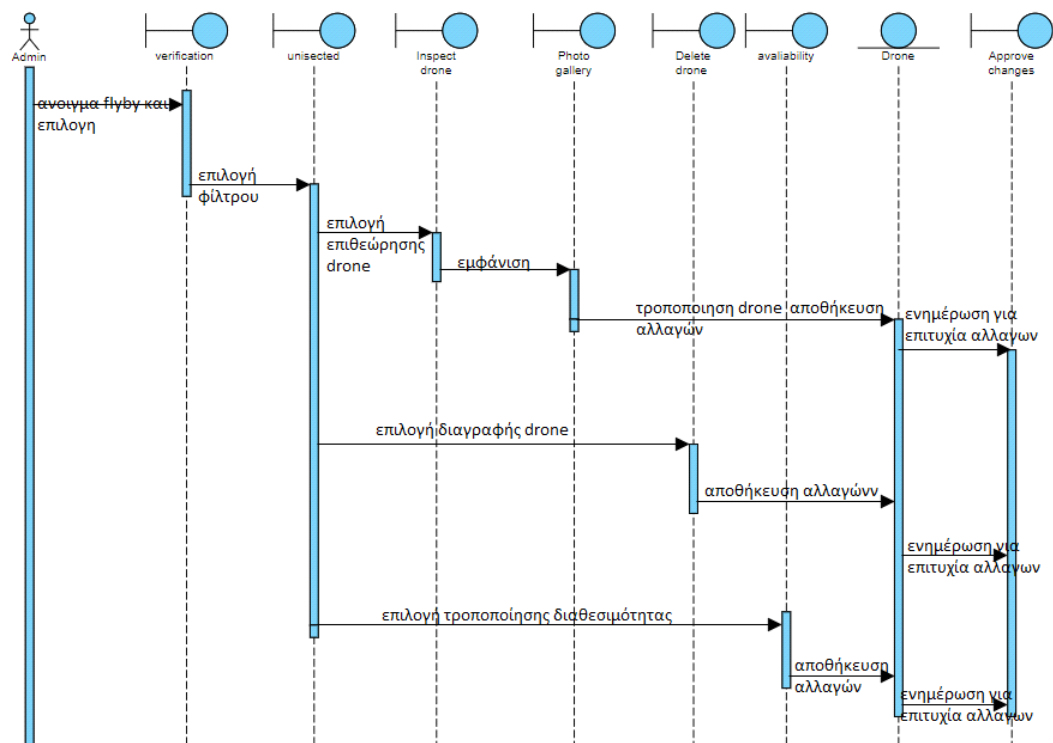 Admin
verification
unisected
Inspect
drone
Photo
gallery
Delete
drone
avaliability
Drone
Approve
changes
ανοιγμα flyby και
επιλογη
επιλογή
φίλτρου
επιλογή
επιθεώρησης
drone
εμφάνιση
τροποποιηση drone αποθήκευση
αλλαγών
ενημέρωση για
επιτυχία αλλαγων
επιλογή διαγραφής drone
αποθήκευση αλλαγώνν
ενημέρωση για
επιτυχία αλλαγων
επιλογή τροποποίησης διαθεσιμότητας
αποθήκευση
αλλαγών
ενημέρωση για
επιτυχία αλλαγων